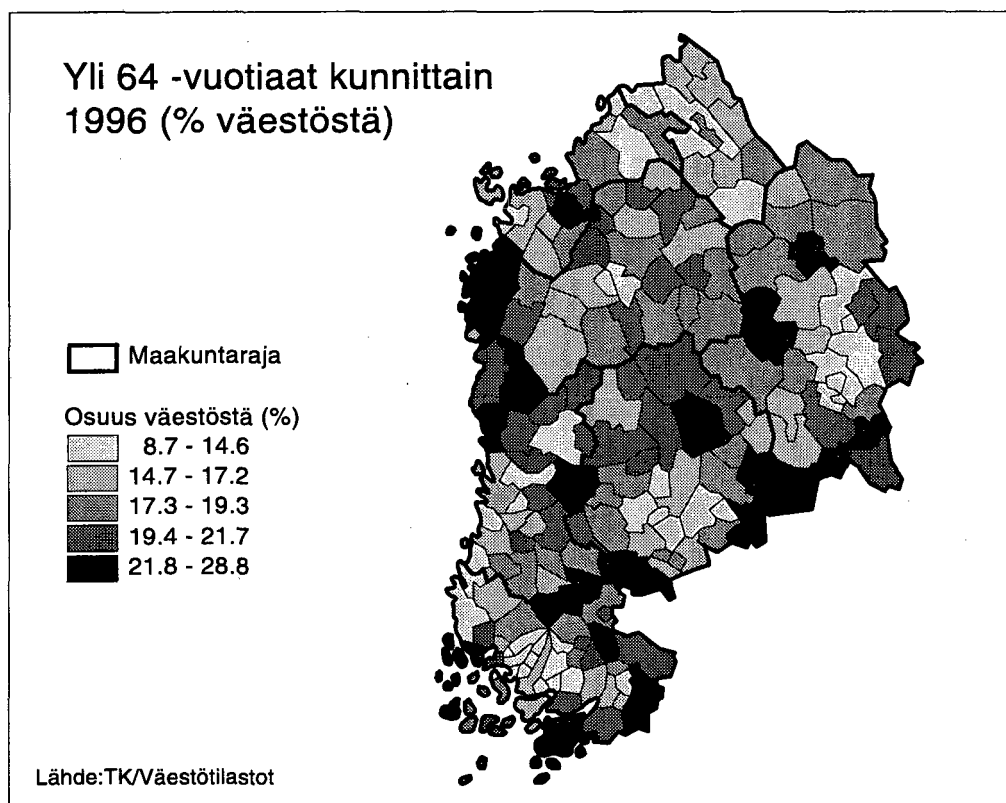 Yli 64 -vuotiaat kunnittain
1996 (% väestöstä)
Maakuntaraja
Osuus väestöstä (%)
8.7 - 14.6
14.7 - 17.2
17.3 - 19.3
19.4 - 21.7
21.8 - 28.8
Lähde:TK/Väestötilastot